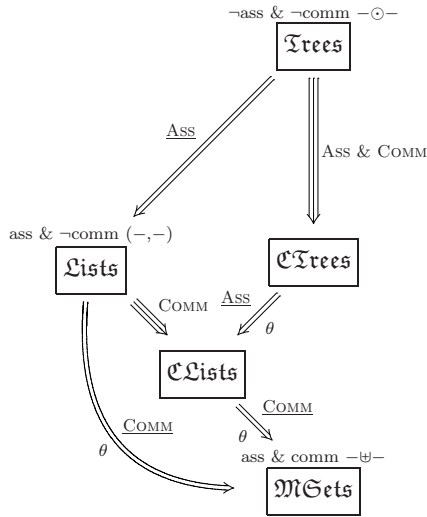 ¬ass & ¬comm −⊙−
𝔗rees
Ass
Ass & Comm
ass & ¬comm (−,−)
𝔏ists
ℭ𝔗rees
Comm
Ass
θ
ℭ𝔏ists
Comm
Comm
θ
θ
ass & comm −⊎−
𝔐𝔖ets